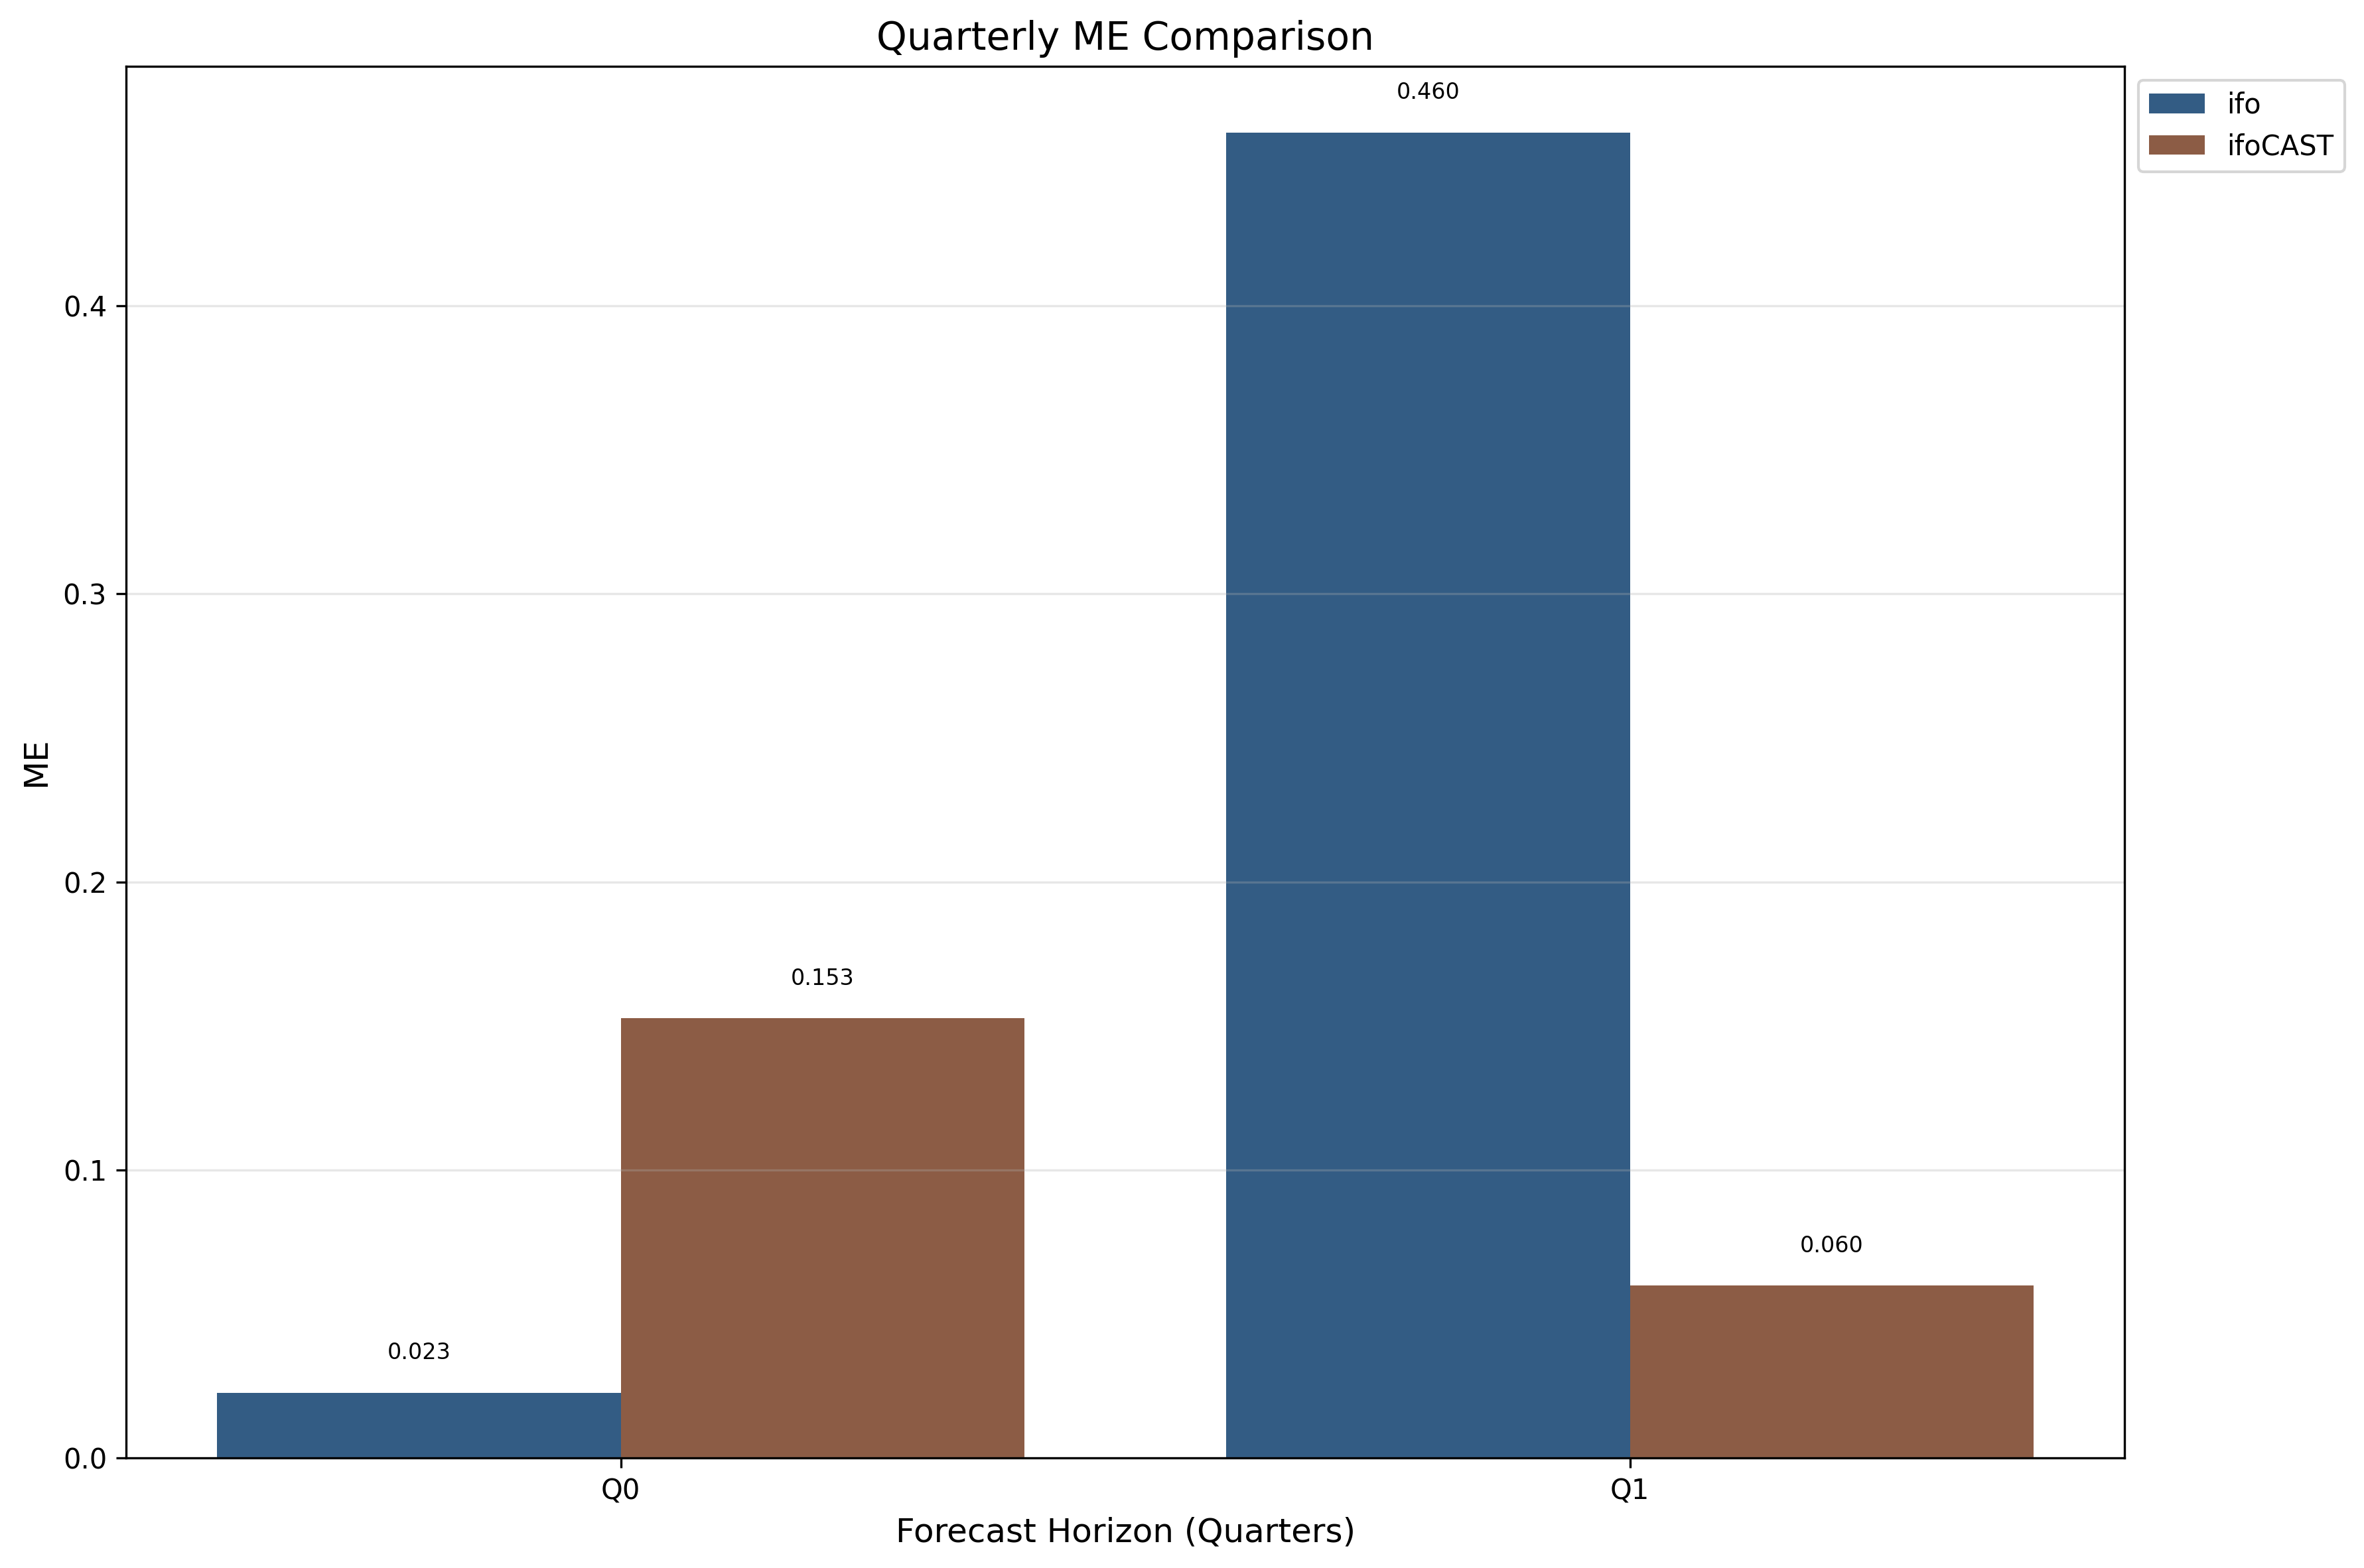 Quarterly ME Comparison
0.460
ifo
ifoCAST
0.4
0.3
0.2
0.153
0.1
0.060
0.023
0.0
ME
Q0
Q1
Forecast Horizon (Quarters)